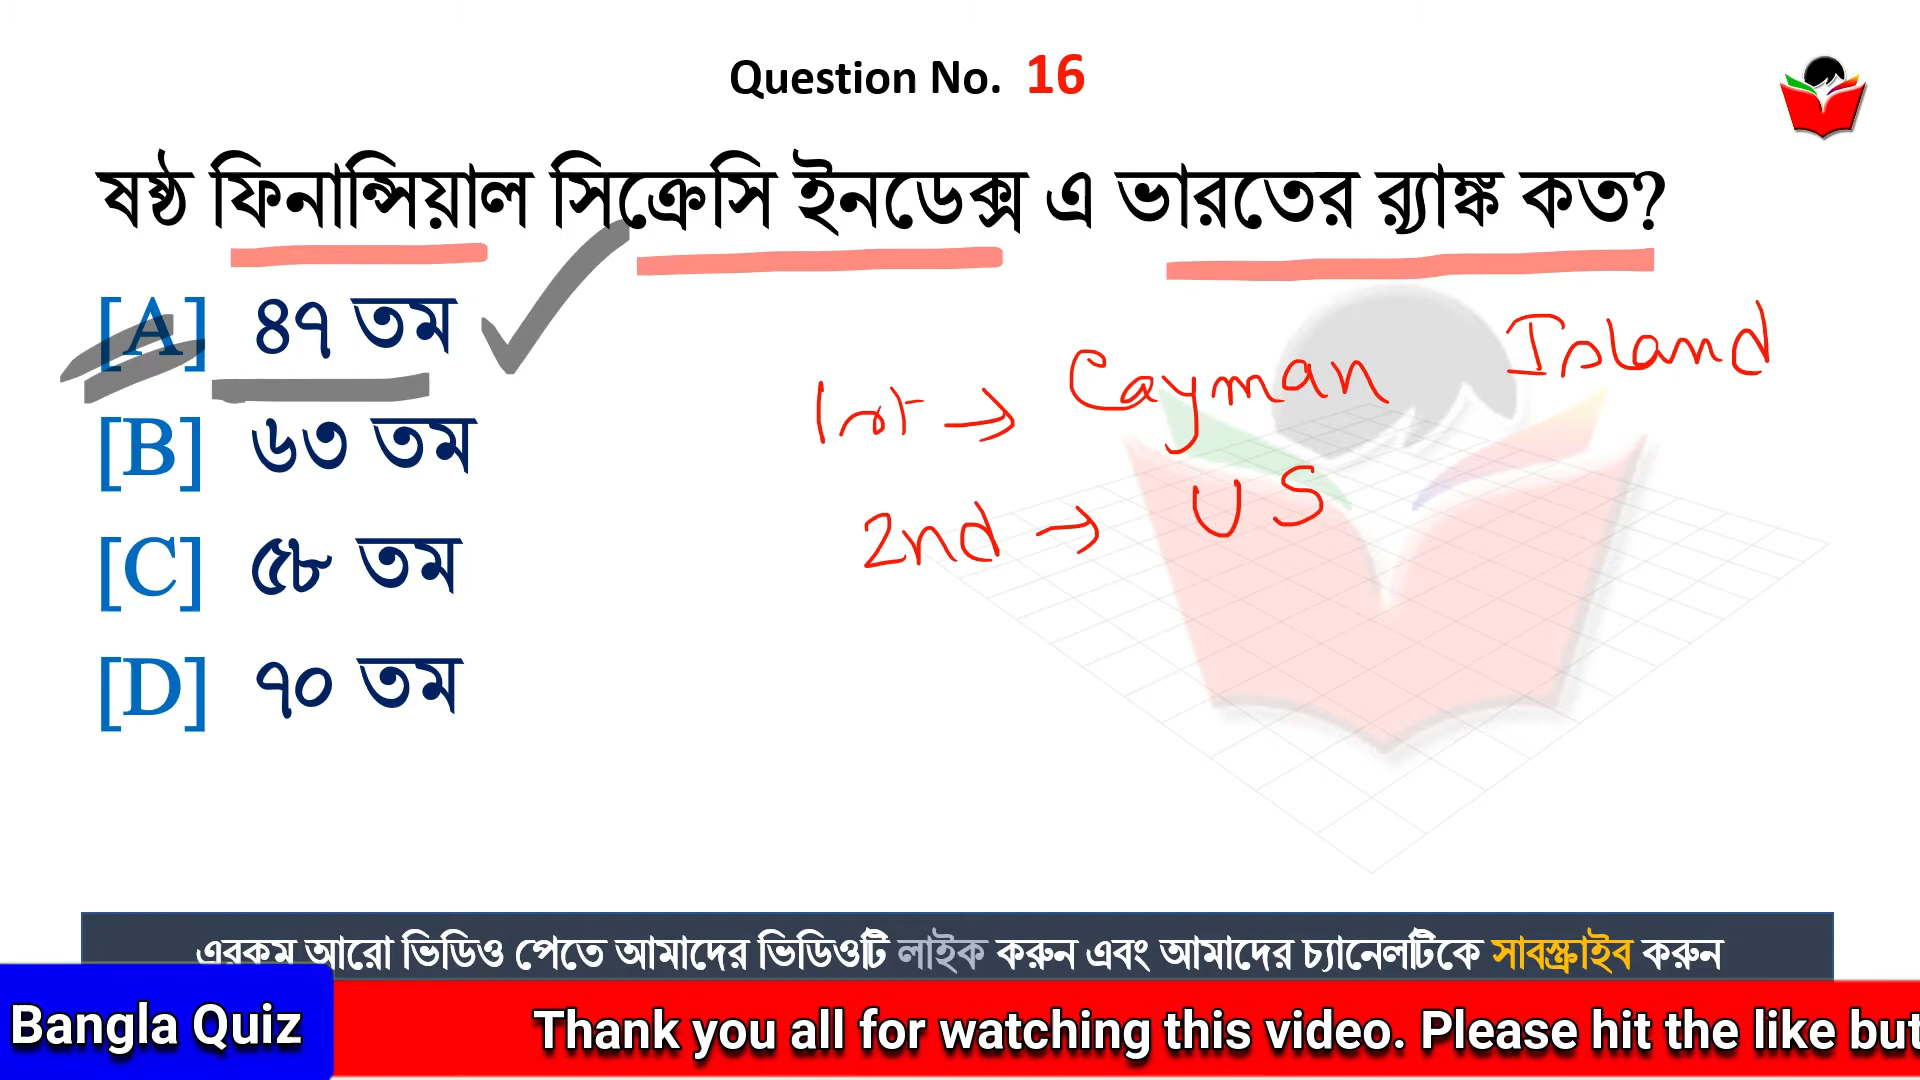 Question No. 16
ষষ্ঠ ফিনান্সিয়াল সিক্রেসি ইনডেক্স এ ভারতের র‍্যাঙ্ক কত?
[A] ৪৭ তম
1st → Cayman Island
[B] ৬৩ তম
2nd → US
[C] ৫৮ তম
[D] ৭০ তম
এরকম আরো ভিডিও পেতে আমাদের ভিডিওটি লাইক করুন এবং আমাদের চ্যানেলটিকে সাবস্ক্রাইব করুন
Bangla Quiz
Thank you all for watching this video. Please hit the like but